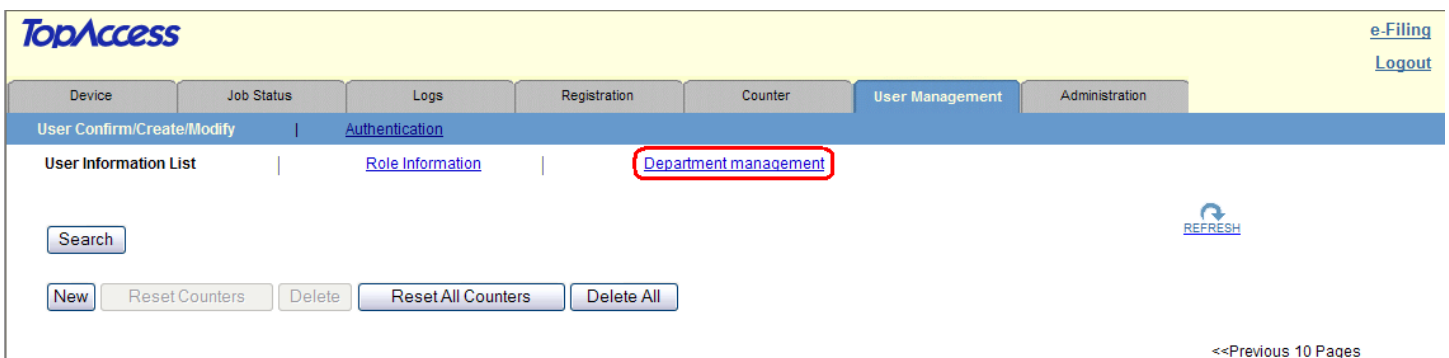 TopAccess
e-Filing
Logout
Device Job Status Logs Registration Counter User Management Administration
User Confirm/Create/Modify | Authentication
User Information List | Role Information | Department management
REFRESH
Search
New Reset Counters Delete Reset All Counters Delete All
<<Previous 10 Pages